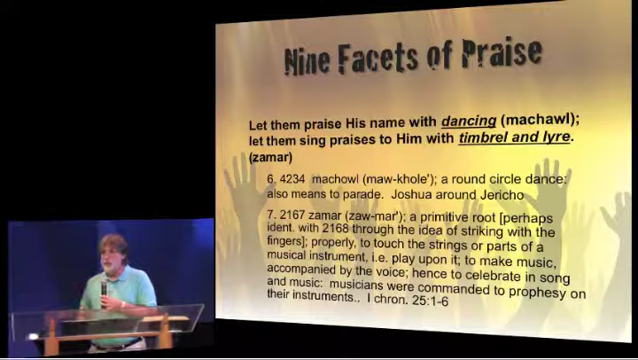 Nine Facets of Praise
Let them praise His name with dancing (machawl);
let them sing praises to Him with timbrel and lyre.
(zamar)
6. 4234 machowl (maw-khole'); a round circle dance:
also means to parade. Joshua around Jericho
7. 2167 zamar (zaw-mar'); a primitive root [perhaps
ident. with 2168 through the idea of striking with the
fingers]; properly, to touch the strings or parts of a
musical instrument, i.e. play upon it; to make music,
accompanied by the voice; hence to celebrate in song
and music: musicians were commanded to prophesy on
their instruments.. I chron. 25:1-6